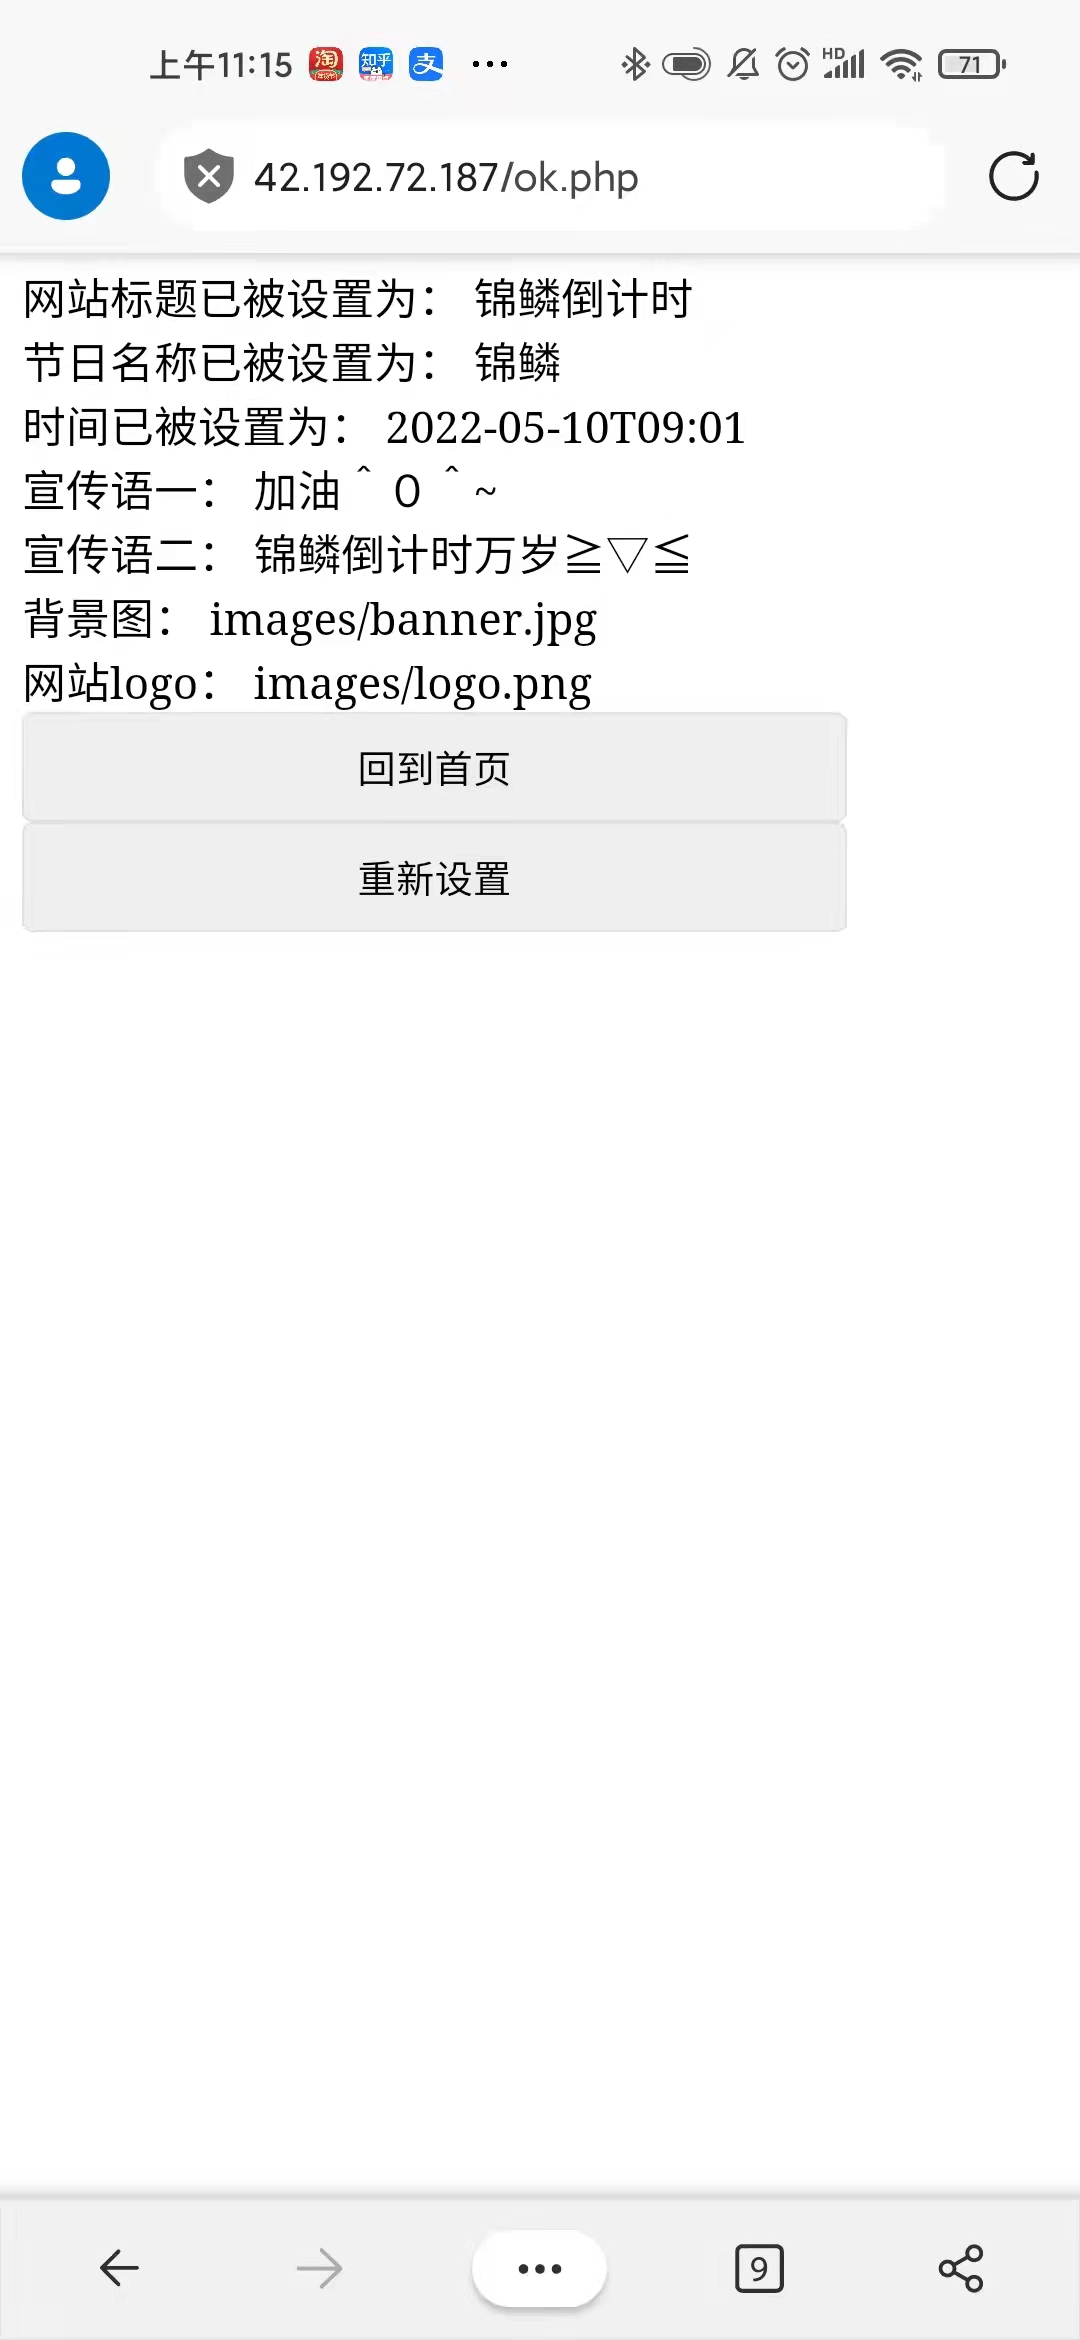 上午11:15 淘 知乎 支 ··· HD 71
42.192.72.187/ok.php
网站标题已被设置为： 锦鳞倒计时
节日名称已被设置为： 锦鳞
时间已被设置为： 2022-05-10T09:01
宣传语一： 加油＾０＾~
宣传语二： 锦鳞倒计时万岁≧▽≦
背景图： images/banner.jpg
网站logo： images/logo.png
回到首页
重新设置
9